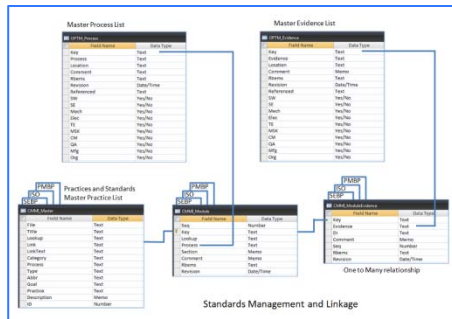 Master Process List
OPTM_Process
Field Name Data Type
Key Text
Process Text
Location Text
Comment Text
Rbems Text
Revision Date/Time
Referenced Text
SW Yes/No
SE Yes/No
Mech Yes/No
Elec Yes/No
TE Yes/No
MSK Yes/No
CM Yes/No
QA Yes/No
Mfg Yes/No
Org Yes/No
Master Evidence List
OPTM_Evidence
Field Name Data Type
Key Text
Evidence Text
Location Text
Comment Memo
Rbems Text
Revision Date/Time
Referenced Text
SW Yes/No
SE Yes/No
Mech Yes/No
Elec Yes/No
TE Yes/No
MSK Yes/No
CM Yes/No
QA Yes/No
Mfg Yes/No
Org Yes/No
PMBP
ISO
SEBP
Practices and Standards
Master Practice List
CMMI_Master
Field Name Data Type
File Text
Title Text
Lookup Text
Link Text
LinkText Text
Category Text
Process Text
Type Text
Addr Text
Goal Text
Practice Text
Description Memo
ID Number
PMBP
ISO
SEBP
CMMI_Module
Field Name Data Type
Seq Number
Key Text
Lookup Text
Process Text
Section Memo
Comment Memo
Rbems Text
Revision Date/Time
PMBP
ISO
SEBP
CMMI_ModuleEvidence
Field Name Data Type
Key Text
Evidence Text
DI Text
Comment Memo
Seq Number
Rbems Text
Revision Date/Time
One to Many relationship
Standards Management and Linkage